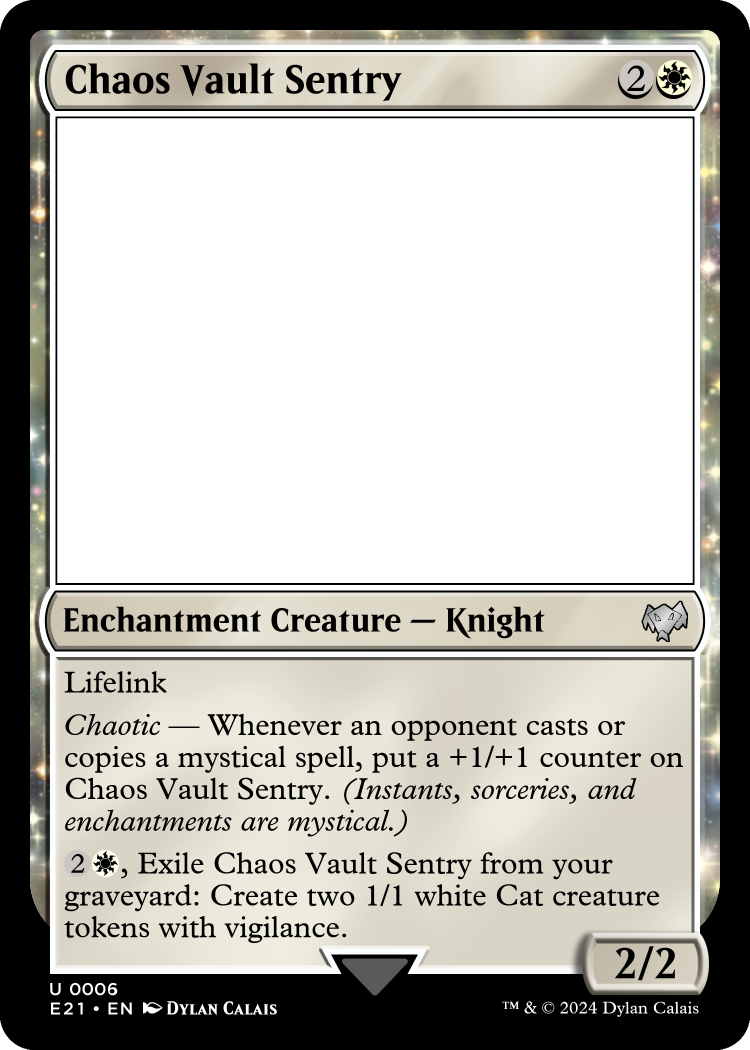 Chaos Vault Sentry 2
Enchantment Creature — Knight
Lifelink
Chaotic — Whenever an opponent casts or
copies a mystical spell, put a +1/+1 counter on
Chaos Vault Sentry. (Instants, sorceries, and
enchantments are mystical.)
2 , Exile Chaos Vault Sentry from your
graveyard: Create two 1/1 white Cat creature
tokens with vigilance.
2/2
U 0006
E21 • EN Dylan Calais
™ & © 2024 Dylan Calais